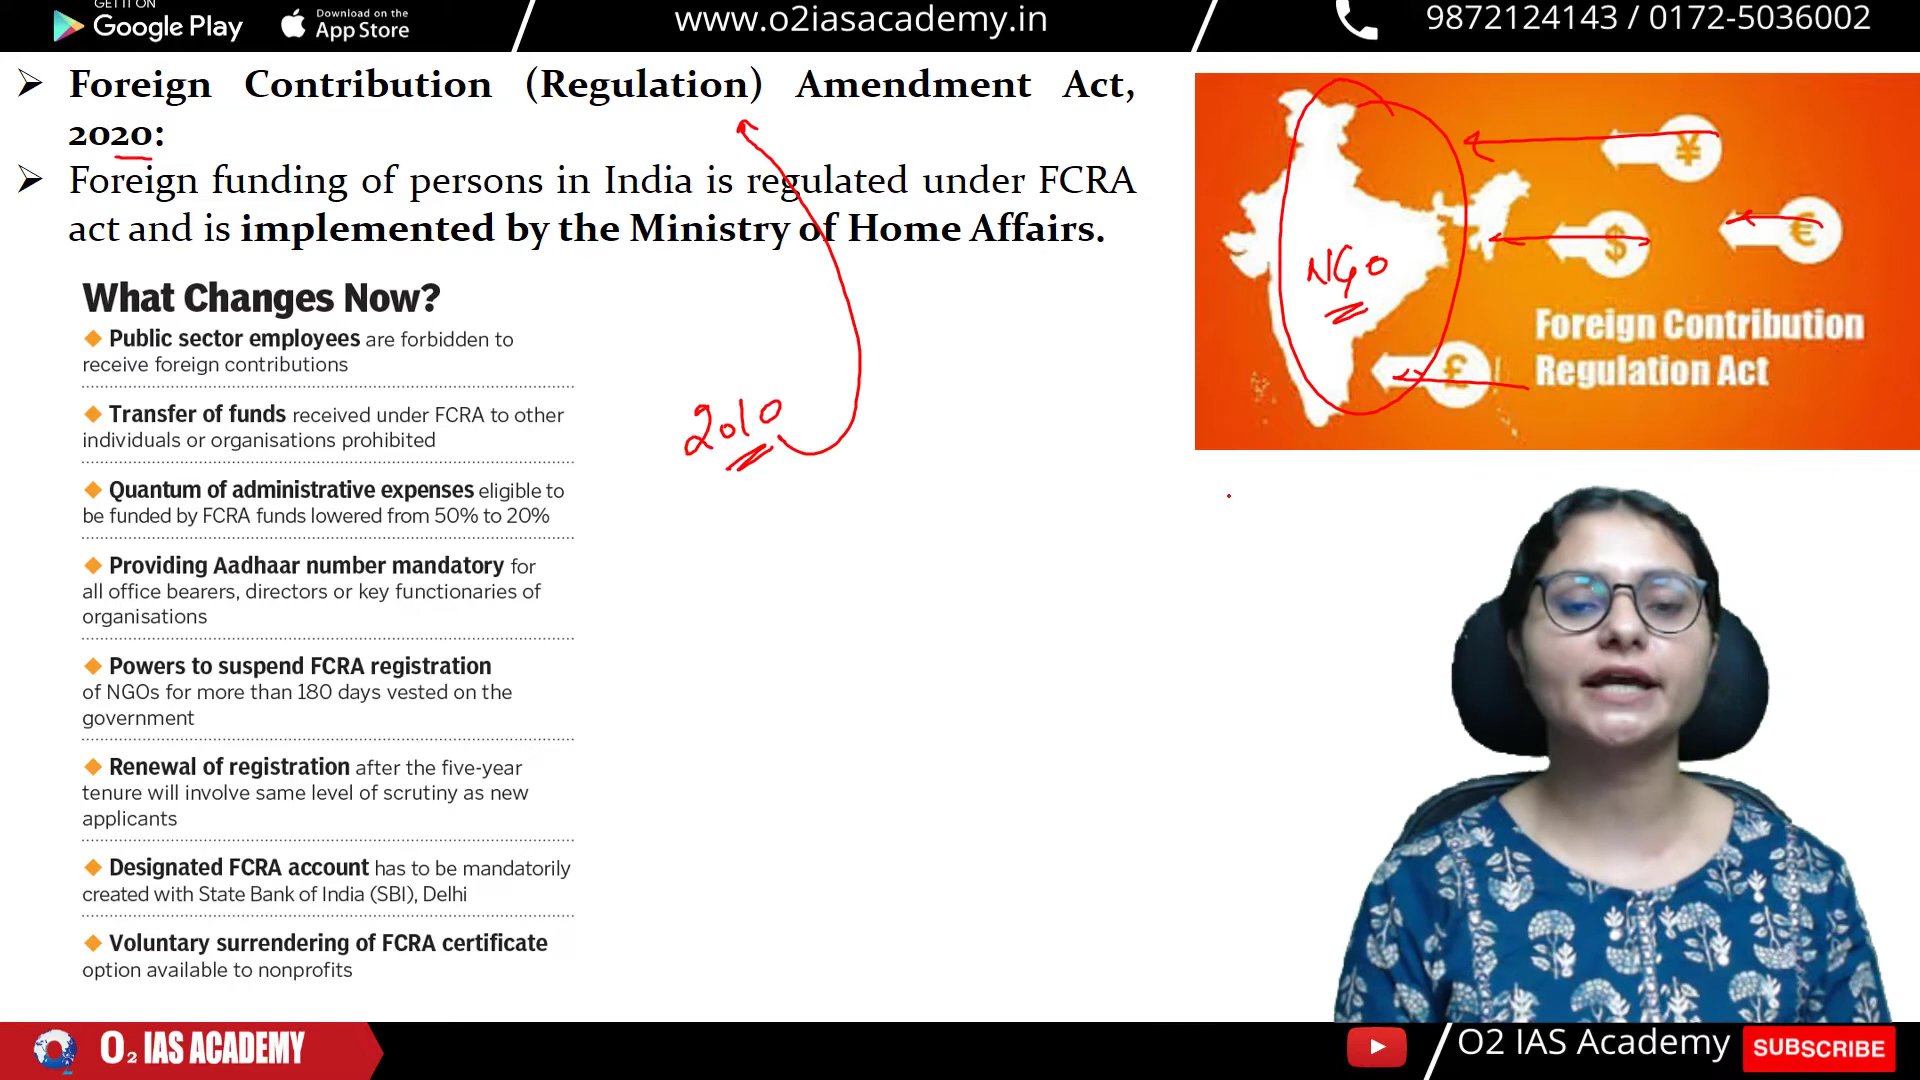 GET IT ON
Google Play
Download on the
App Store
www.o2iasacademy.in
9872124143 / 0172-5036002
➢ Foreign Contribution (Regulation) Amendment Act,
2020:
➢ Foreign funding of persons in India is regulated under FCRA
act and is implemented by the Ministry of Home Affairs.
What Changes Now?
◆ Public sector employees are forbidden to
receive foreign contributions
◆ Transfer of funds received under FCRA to other
individuals or organisations prohibited
◆ Quantum of administrative expenses eligible to
be funded by FCRA funds lowered from 50% to 20%
◆ Providing Aadhaar number mandatory for
all office bearers, directors or key functionaries of
organisations
◆ Powers to suspend FCRA registration
of NGOs for more than 180 days vested on the
government
◆ Renewal of registration after the five-year
tenure will involve same level of scrutiny as new
applicants
◆ Designated FCRA account has to be mandatorily
created with State Bank of India (SBI), Delhi
◆ Voluntary surrendering of FCRA certificate
option available to nonprofits
2010
NGO
¥
$
€
£
Foreign Contribution
Regulation Act
O2 IAS ACADEMY
O2 IAS Academy
SUBSCRIBE